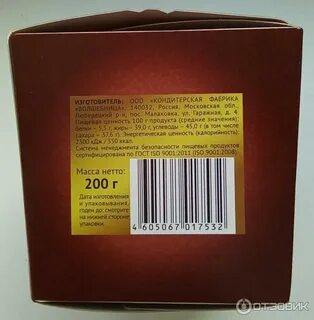 ИЗГОТОВИТЕЛЬ: ООО «КОНДИТЕРСКАЯ ФАБРИКА
«ВОЛШЕБНИЦА», 140032, Россия, Московская обл.,
Люберецкий р-н, пос. Малаховка, ул. Гаражная, д. 4.
Пищевая ценность 100 г продукта (средние значения):
белки – 5,3 г, жиры – 39,0 г, углеводы – 45,0 г (в том числе
сахара – 37,6 г). Энергетическая ценность (калорийность):
2300 кДж / 550 ккал.
Система менеджмента безопасности пищевых продуктов
сертифицирована по ГОСТ ISO 9001:2011 (ISO 9001:2008)
Масса нетто:
200 г
Дата изготовления
и упаковывания,
годен до: смотрите
на нижней стороне
упаковки.
4 605067 017532
ОТЗОВИК